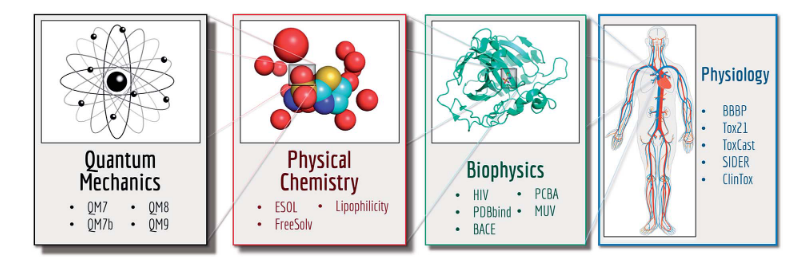 Quantum
Mechanics
• QM7 • QM8
• QM7b • QM9
Physical
Chemistry
• ESOL • Lipophilicity
• FreeSolv
Biophysics
• HIV • PCBA
• PDBbind • MUV
• BACE
Physiology
• BBBP
• Tox21
• ToxCast
• SIDER
• ClinTox